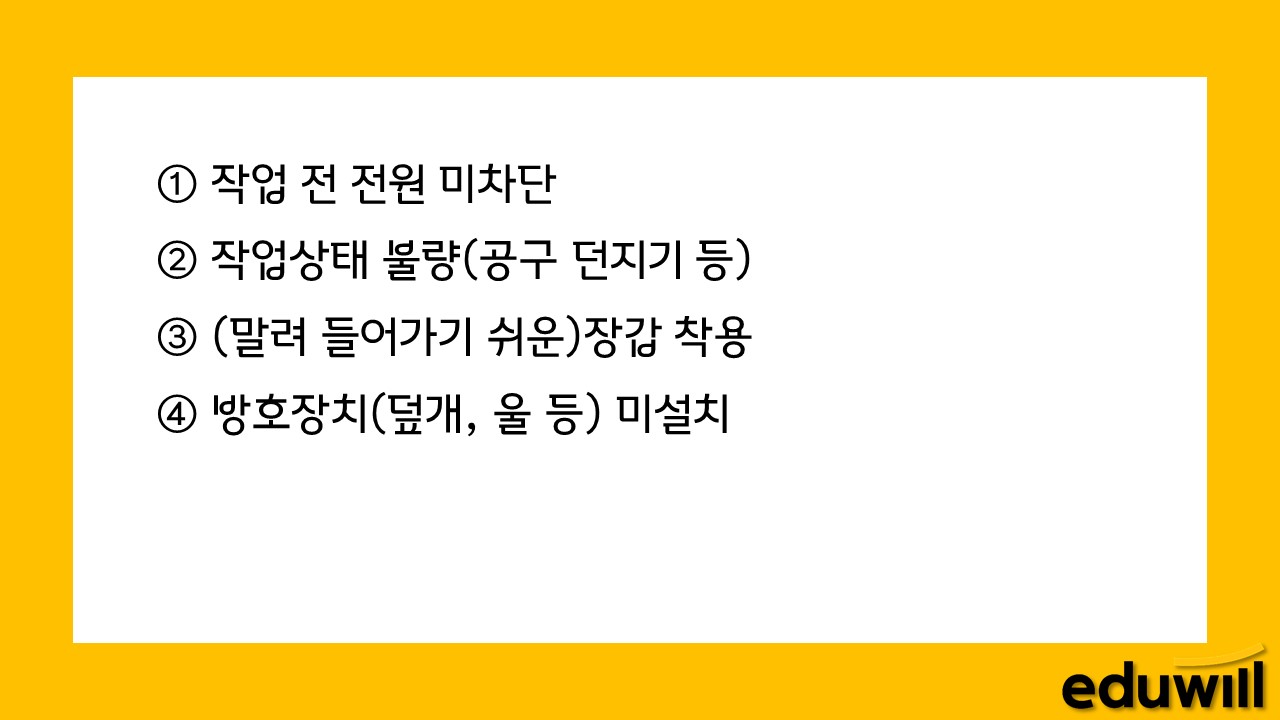 ① 작업 전 전원 미차단
② 작업상태 불량(공구 던지기 등)
③ (말려 들어가기 쉬운)장갑 착용
④ 방호장치(덮개, 울 등) 미설치
eduwill